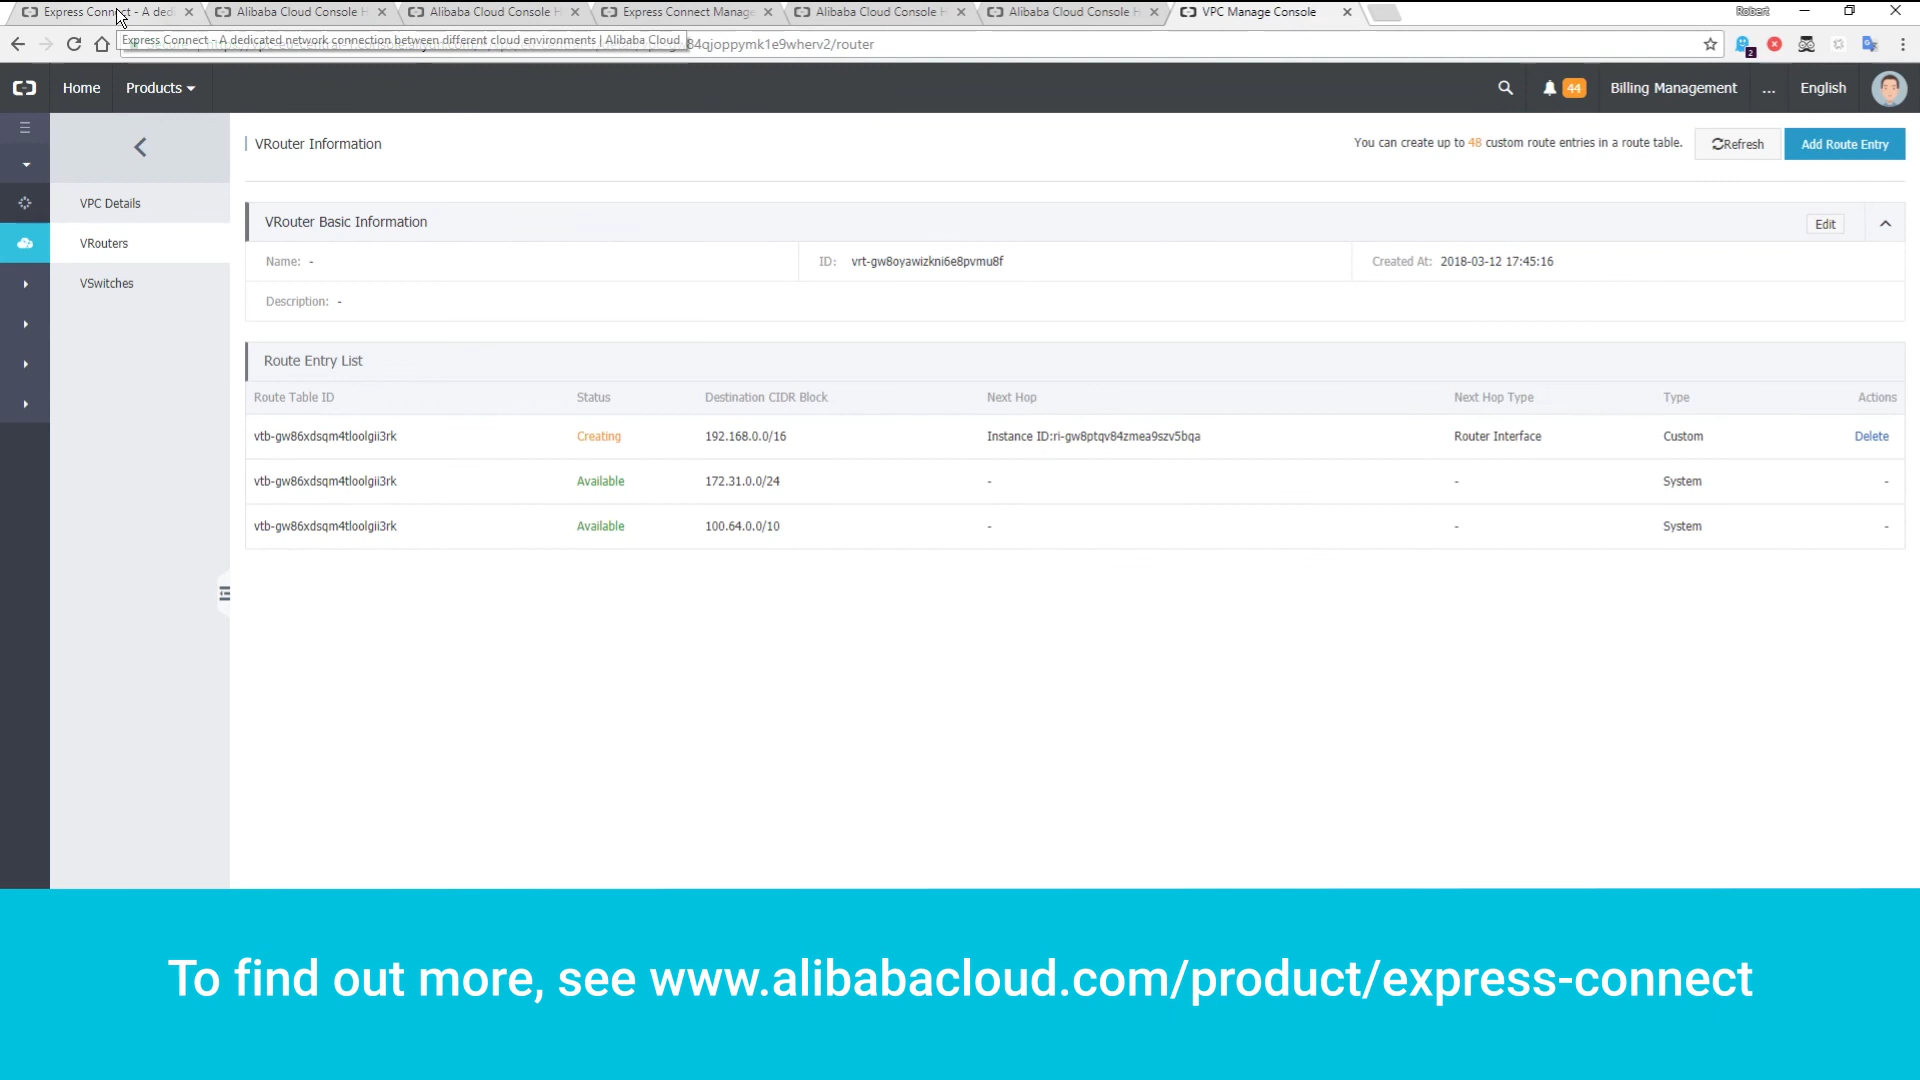 Express Connect - A ded
Alibaba Cloud Console H
Alibaba Cloud Console H
Express Connect Manage
Alibaba Cloud Console H
Alibaba Cloud Console H
VPC Manage Console
Robert
Express Connect - A dedicated network connection between different cloud environments | Alibaba Cloud
84qjoppymk1e9wherv2/router
2
Home
Products
44
Billing Management
...
English
VPC Details
VRouters
VSwitches
VRouter Information
You can create up to 48 custom route entries in a route table.
Refresh
Add Route Entry
VRouter Basic Information
Edit
Name: -
ID: vrt-gw8oyawizkni6e8pvmu8f
Created At: 2018-03-12 17:45:16
Description: -
Route Entry List
Route Table ID Status Destination CIDR Block Next Hop Next Hop Type Type Actions
vtb-gw86xdsqm4tloolgii3rk Creating 192.168.0.0/16 Instance ID:ri-gw8ptqv84zmea9szv5bqa Router Interface Custom Delete
vtb-gw86xdsqm4tloolgii3rk Available 172.31.0.0/24 - - System -
vtb-gw86xdsqm4tloolgii3rk Available 100.64.0.0/10 - - System -
To find out more, see www.alibabacloud.com/product/express-connect